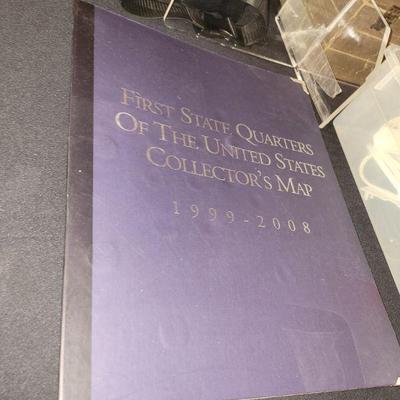 First State Quarters
Of The United States
Collector's Map
1999-2008